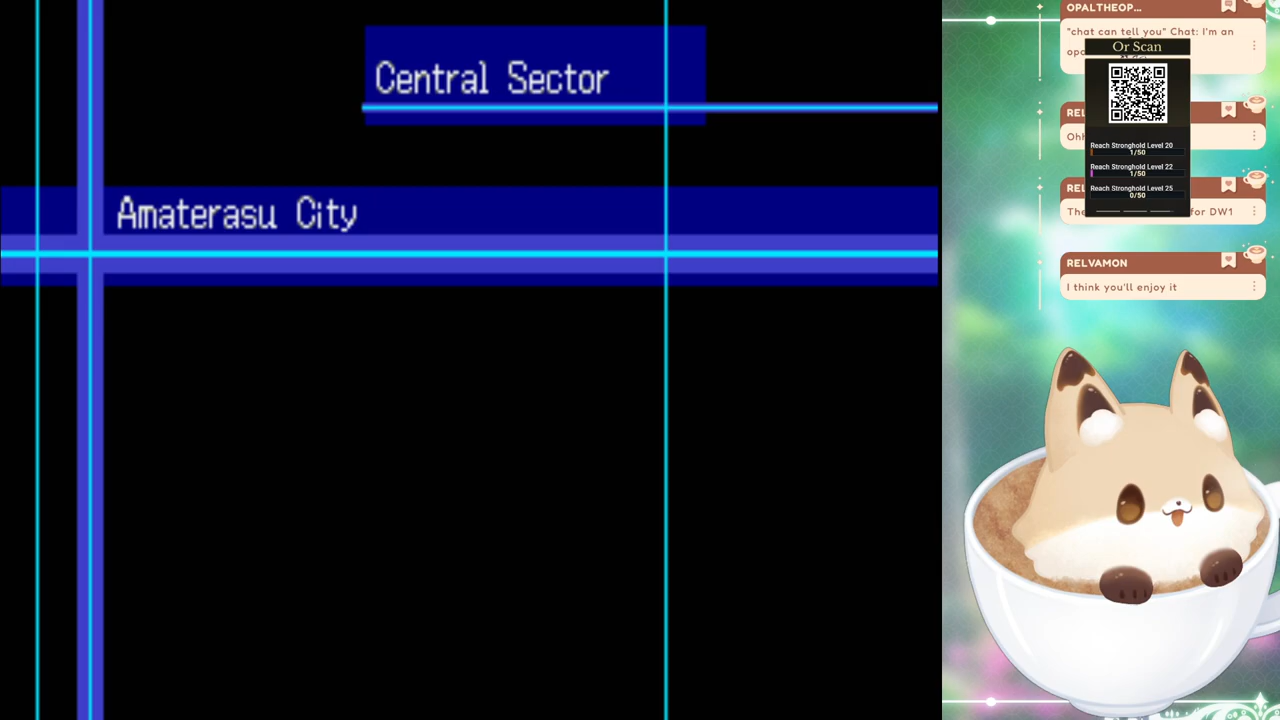 Central Sector
Amaterasu City
OPALTHEOP...
"chat can tell you" Chat: I'm an
Or Scan
Reach Stronghold Level 20
1/50
Reach Stronghold Level 22
1/50
Reach Stronghold Level 25
0/50
for DW1
RELVAMON
I think you'll enjoy it